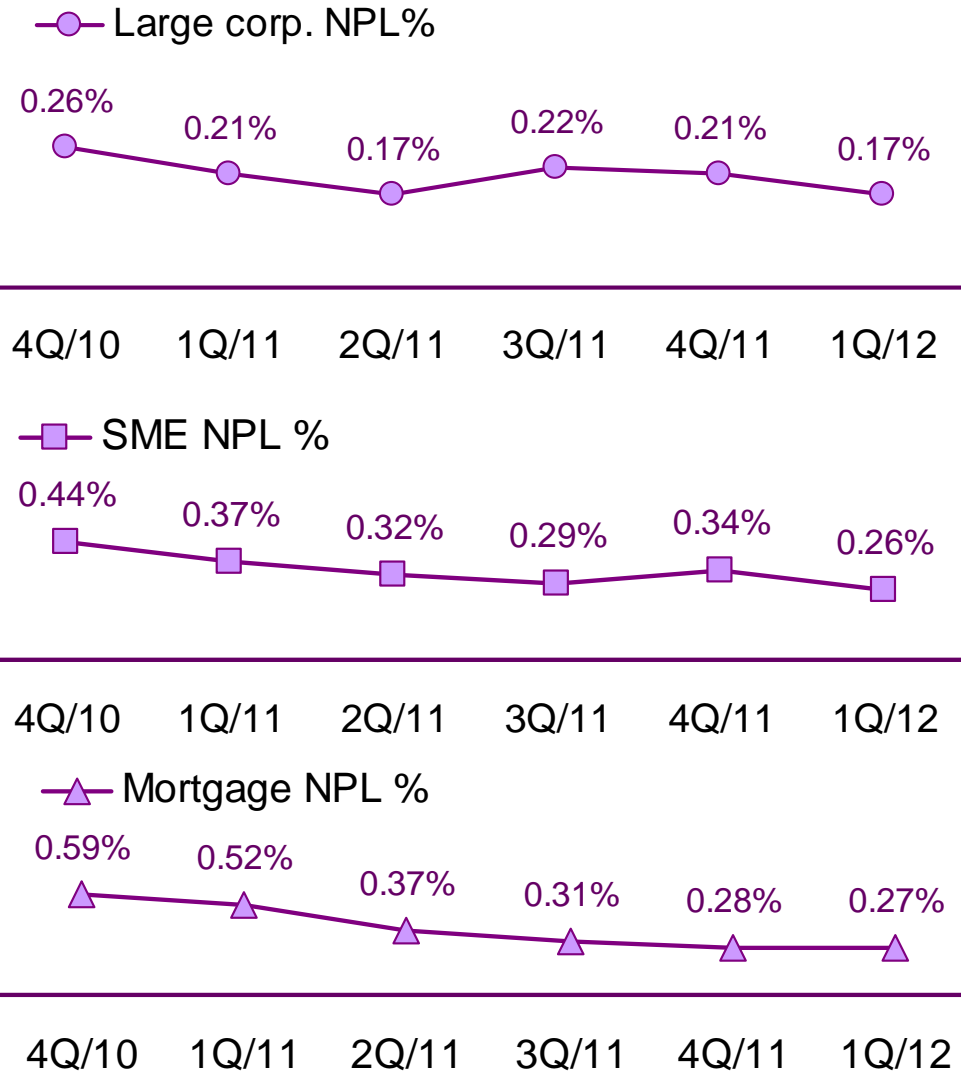 Large corp. NPL%
0.26% 0.21% 0.17% 0.22% 0.21% 0.17%
4Q/10 1Q/11 2Q/11 3Q/11 4Q/11 1Q/12
SME NPL %
0.44% 0.37% 0.32% 0.29% 0.34% 0.26%
4Q/10 1Q/11 2Q/11 3Q/11 4Q/11 1Q/12
Mortgage NPL %
0.59% 0.52% 0.37% 0.31% 0.28% 0.27%
4Q/10 1Q/11 2Q/11 3Q/11 4Q/11 1Q/12